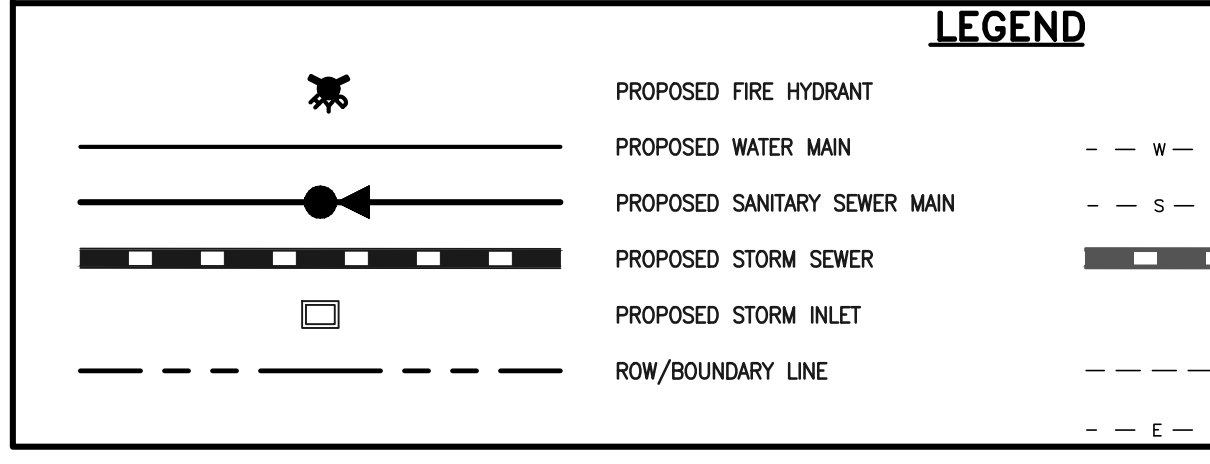 LEGEND
PROPOSED FIRE HYDRANT
PROPOSED WATER MAIN
W
PROPOSED SANITARY SEWER MAIN
S
PROPOSED STORM SEWER
PROPOSED STORM INLET
ROW/BOUNDARY LINE
E